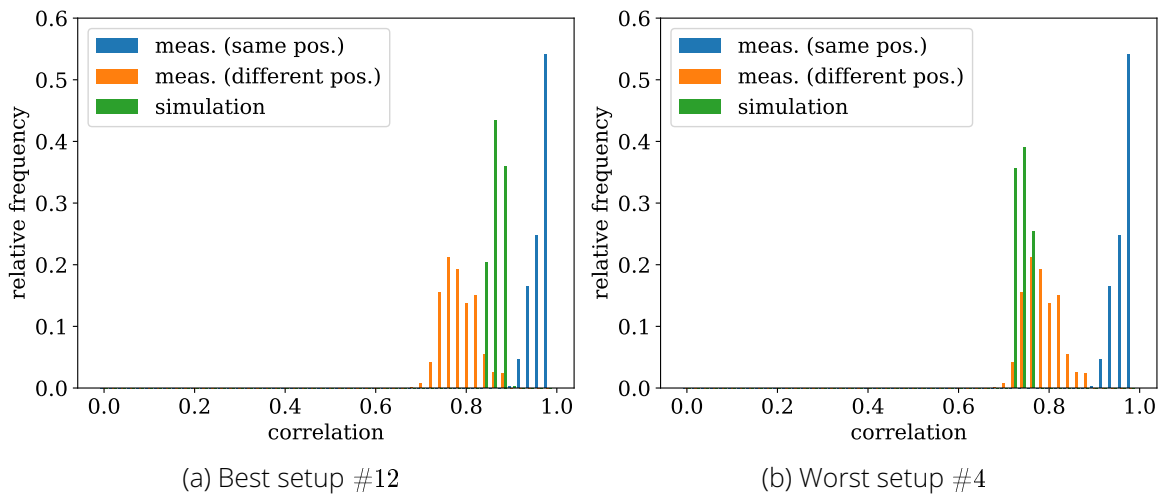 0.6
0.5
0.4
0.3
0.2
0.1
0.0
relative frequency
meas. (same pos.)
meas. (different pos.)
simulation
0.0 0.2 0.4 0.6 0.8 1.0
correlation
(a) Best setup #12
0.6
0.5
0.4
0.3
0.2
0.1
0.0
relative frequency
meas. (same pos.)
meas. (different pos.)
simulation
0.0 0.2 0.4 0.6 0.8 1.0
correlation
(b) Worst setup #4